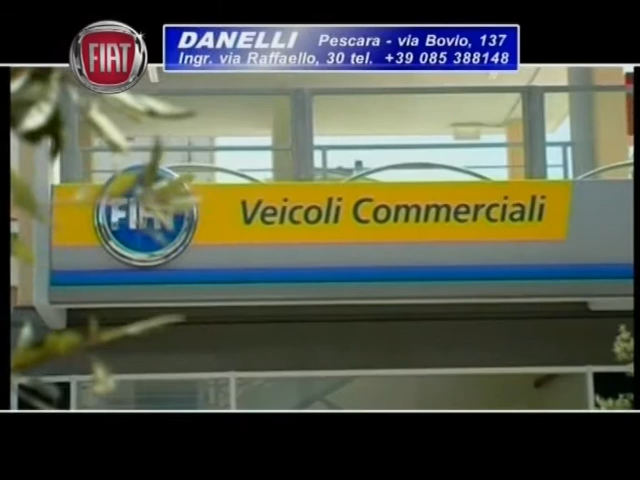 FIAT
DANELLI Pescara - via Bovio, 137
Ingr. via Raffaello, 30 tel. +39 085 388148
FIAT Veicoli Commerciali